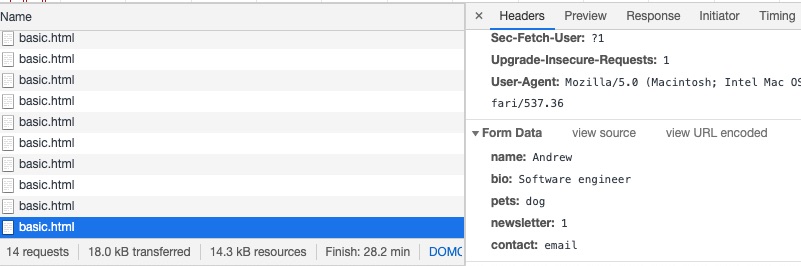 Name
basic.html
basic.html
basic.html
basic.html
basic.html
basic.html
basic.html
basic.html
basic.html
basic.html
14 requests 18.0 kB transferred 14.3 kB resources Finish: 28.2 min DOMC
× Headers Preview Response Initiator Timing
Sec-Fetch-User: ?1
Upgrade-Insecure-Requests: 1
User-Agent: Mozilla/5.0 (Macintosh; Intel Mac OS
fari/537.36
Form Data view source view URL encoded
name: Andrew
bio: Software engineer
pets: dog
newsletter: 1
contact: email